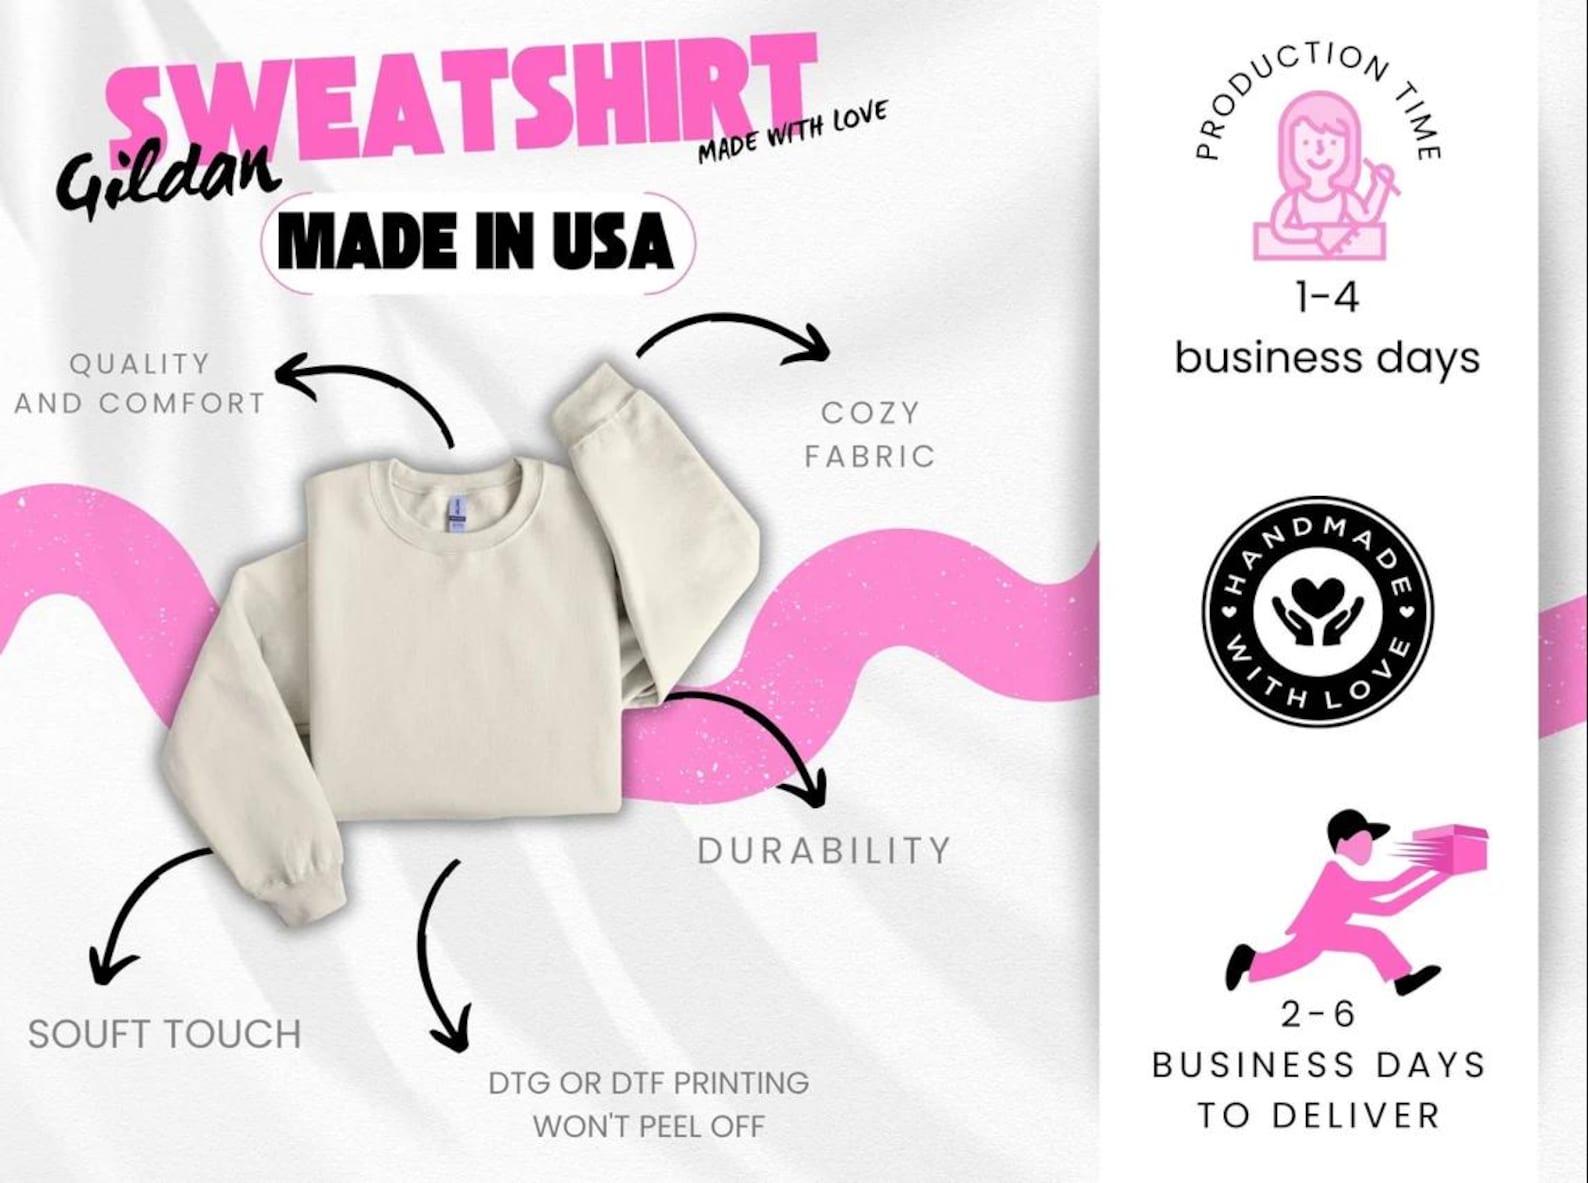 SWEATSHIRT
Gildan
MADE WITH LOVE
MADE IN USA
QUALITY
AND COMFORT
COZY
FABRIC
DURABILITY
SOUFT TOUCH
DTG OR DTF PRINTING
WON'T PEEL OFF
PRODUCTION TIME
1-4
business days
HANDMADE
WITH LOVE
2-6
BUSINESS DAYS
TO DELIVER